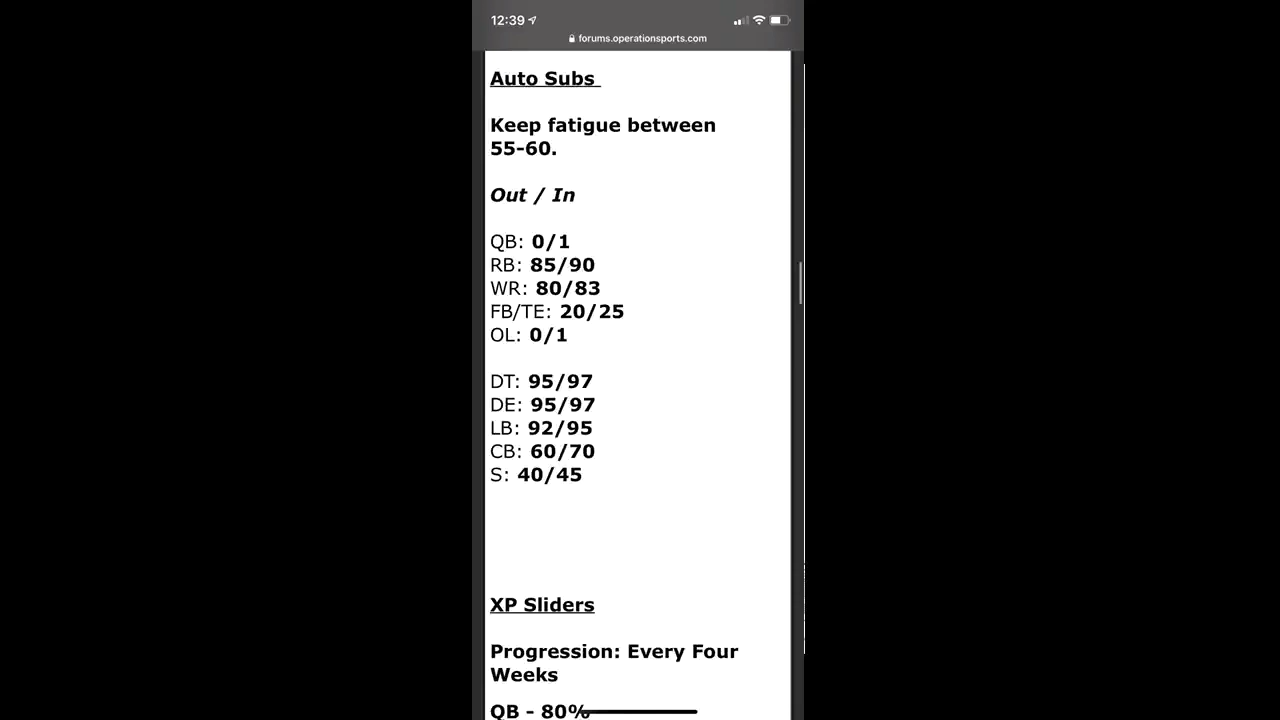 12:39
forums.operationsports.com
Auto Subs
Keep fatigue between
55-60.
Out / In
QB: 0/1
RB: 85/90
WR: 80/83
FB/TE: 20/25
OL: 0/1
DT: 95/97
DE: 95/97
LB: 92/95
CB: 60/70
S: 40/45
XP Sliders
Progression: Every Four
Weeks
QB - 80%